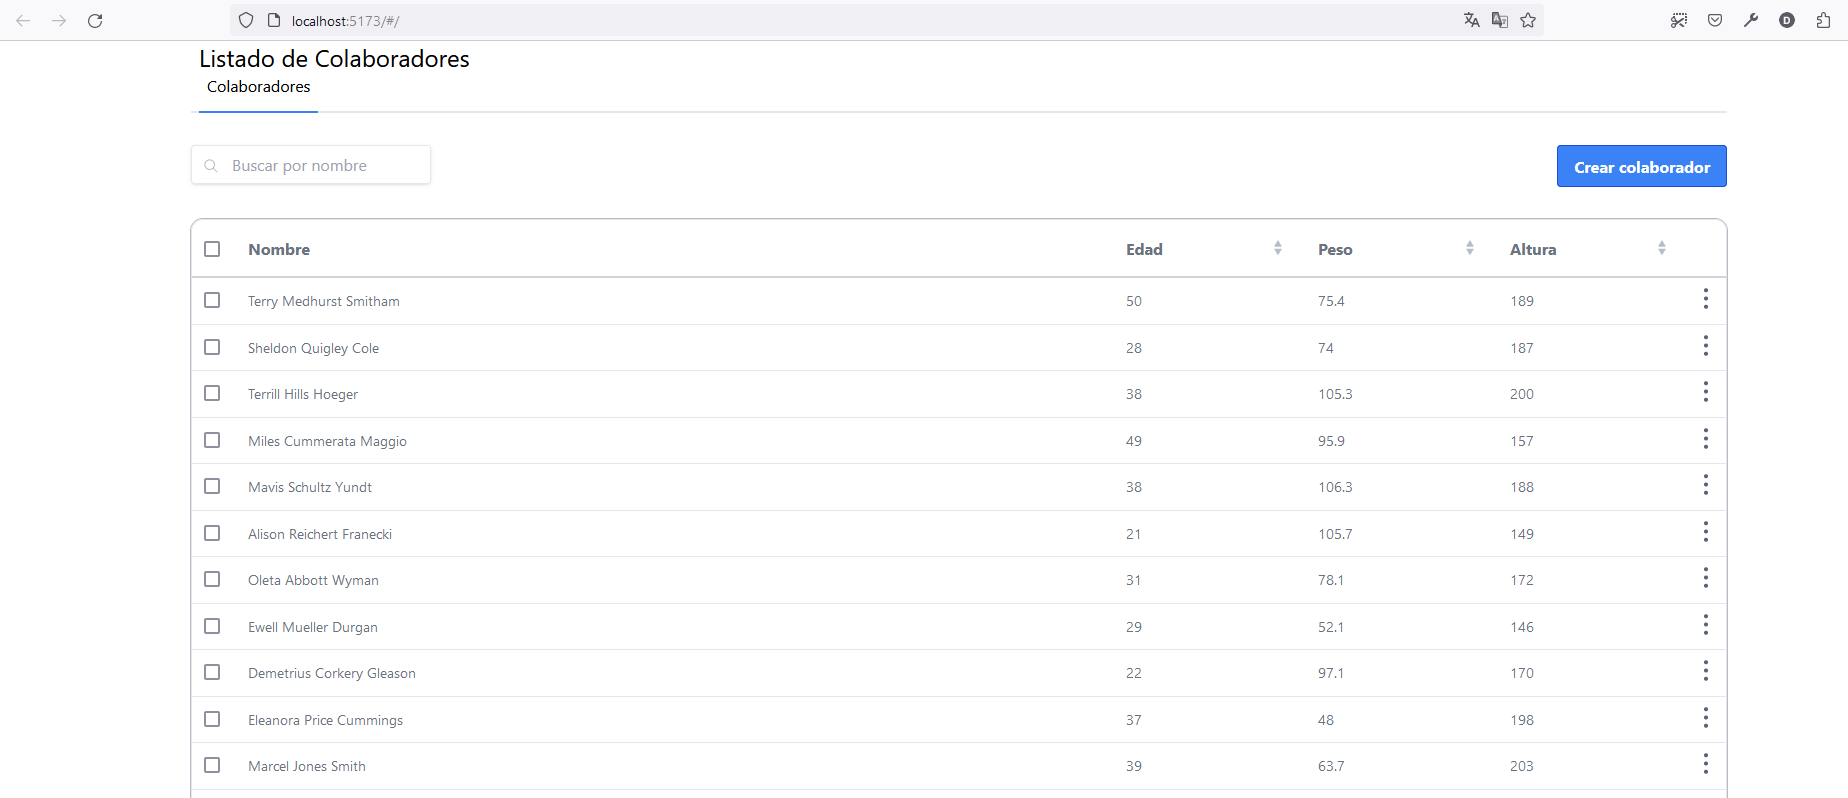 localhost:5173/#/
D
Listado de Colaboradores
Colaboradores
Buscar por nombre
Crear colaborador
Nombre Edad Peso Altura
Terry Medhurst Smitham 50 75.4 189
Sheldon Quigley Cole 28 74 187
Terrill Hills Hoeger 38 105.3 200
Miles Cummerata Maggio 49 95.9 157
Mavis Schultz Yundt 38 106.3 188
Alison Reichert Franecki 21 105.7 149
Oleta Abbott Wyman 31 78.1 172
Ewell Mueller Durgan 29 52.1 146
Demetrius Corkery Gleason 22 97.1 170
Eleanora Price Cummings 37 48 198
Marcel Jones Smith 39 63.7 203